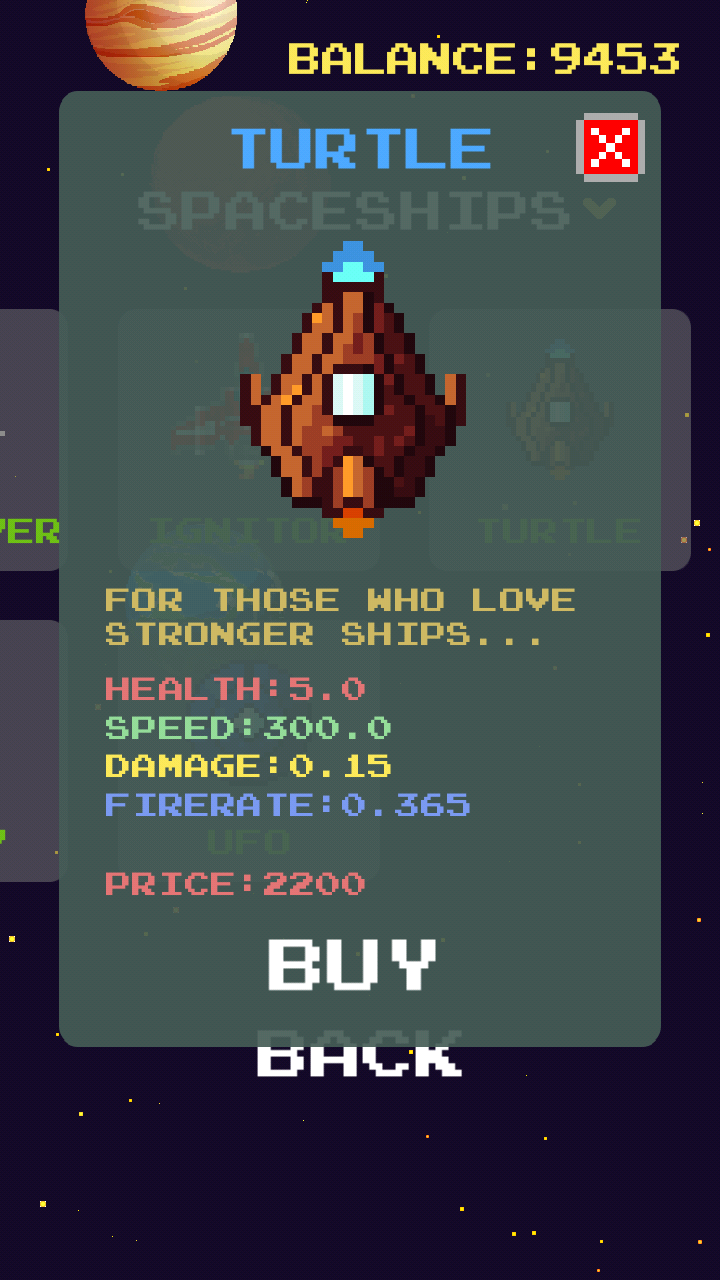 BALANCE:9453
TURTLE
SPACESHIPS
IGNITOR
TURTLE
VER
FOR THOSE WHO LOVE
STRONGER SHIPS...
HEALTH:5.0
SPEED:300.0
DAMAGE:0.15
FIRERATE:0.365
UFO
PRICE:2200
BUY
BACK